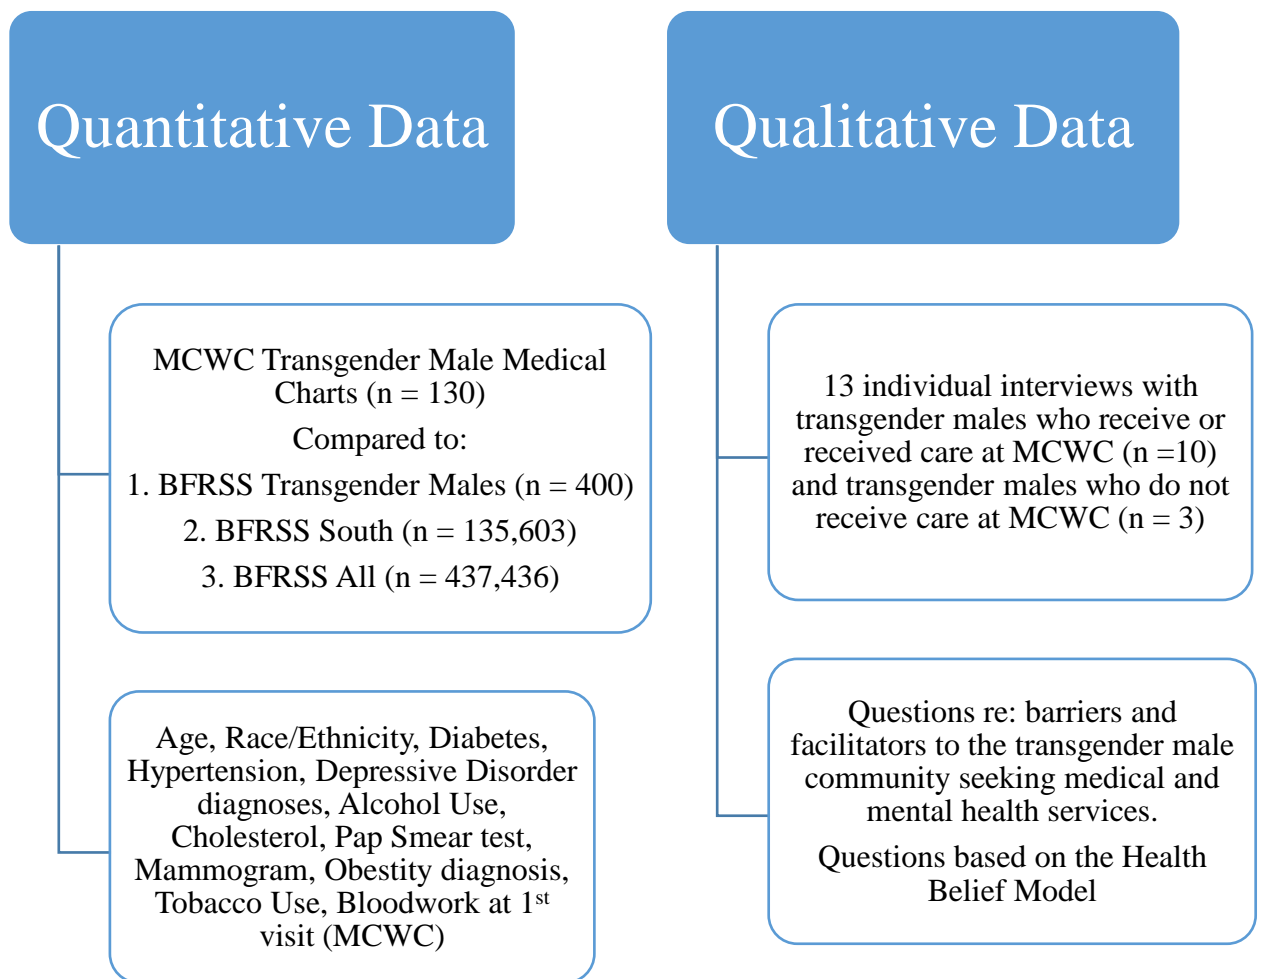 Quantitative Data
MCWC Transgender Male Medical
Charts (n = 130)
Compared to:
1. BFRSS Transgender Males (n = 400)
2. BFRSS South (n = 135,603)
3. BFRSS All (n = 437,436)
Age, Race/Ethnicity, Diabetes,
Hypertension, Depressive Disorder
diagnoses, Alcohol Use,
Cholesterol, Pap Smear test,
Mammogram, Obestity diagnosis,
Tobacco Use, Bloodwork at 1st
visit (MCWC)
Qualitative Data
13 individual interviews with
transgender males who receive or
received care at MCWC (n =10)
and transgender males who do not
receive care at MCWC (n = 3)
Questions re: barriers and
facilitators to the transgender male
community seeking medical and
mental health services.
Questions based on the Health
Belief Model